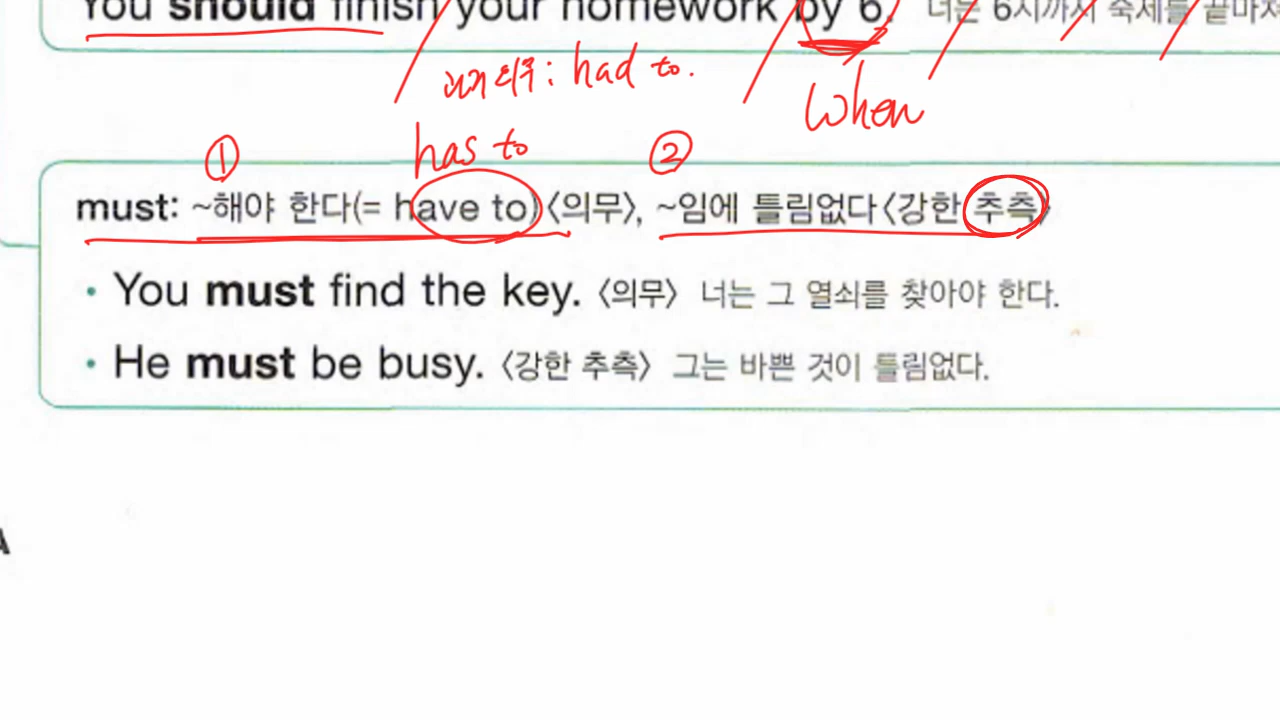 You should finish your homework by 6. 너는 6시까지 숙제를 끝마쳐
: had to.
when
① has to ②
must: ~해야 한다(= have to)〈의무〉, ~임에 틀림없다〈강한 추측〉
• You must find the key. 〈의무〉 너는 그 열쇠를 찾아야 한다.
• He must be busy. 〈강한 추측〉 그는 바쁜 것이 틀림없다.
A